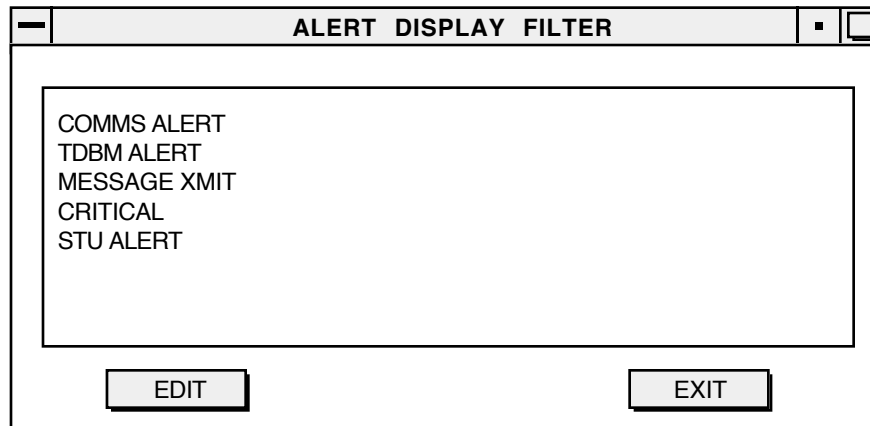 ALERT DISPLAY FILTER
COMMS ALERT
TDBM ALERT
MESSAGE XMIT
CRITICAL
STU ALERT
EDIT
EXIT